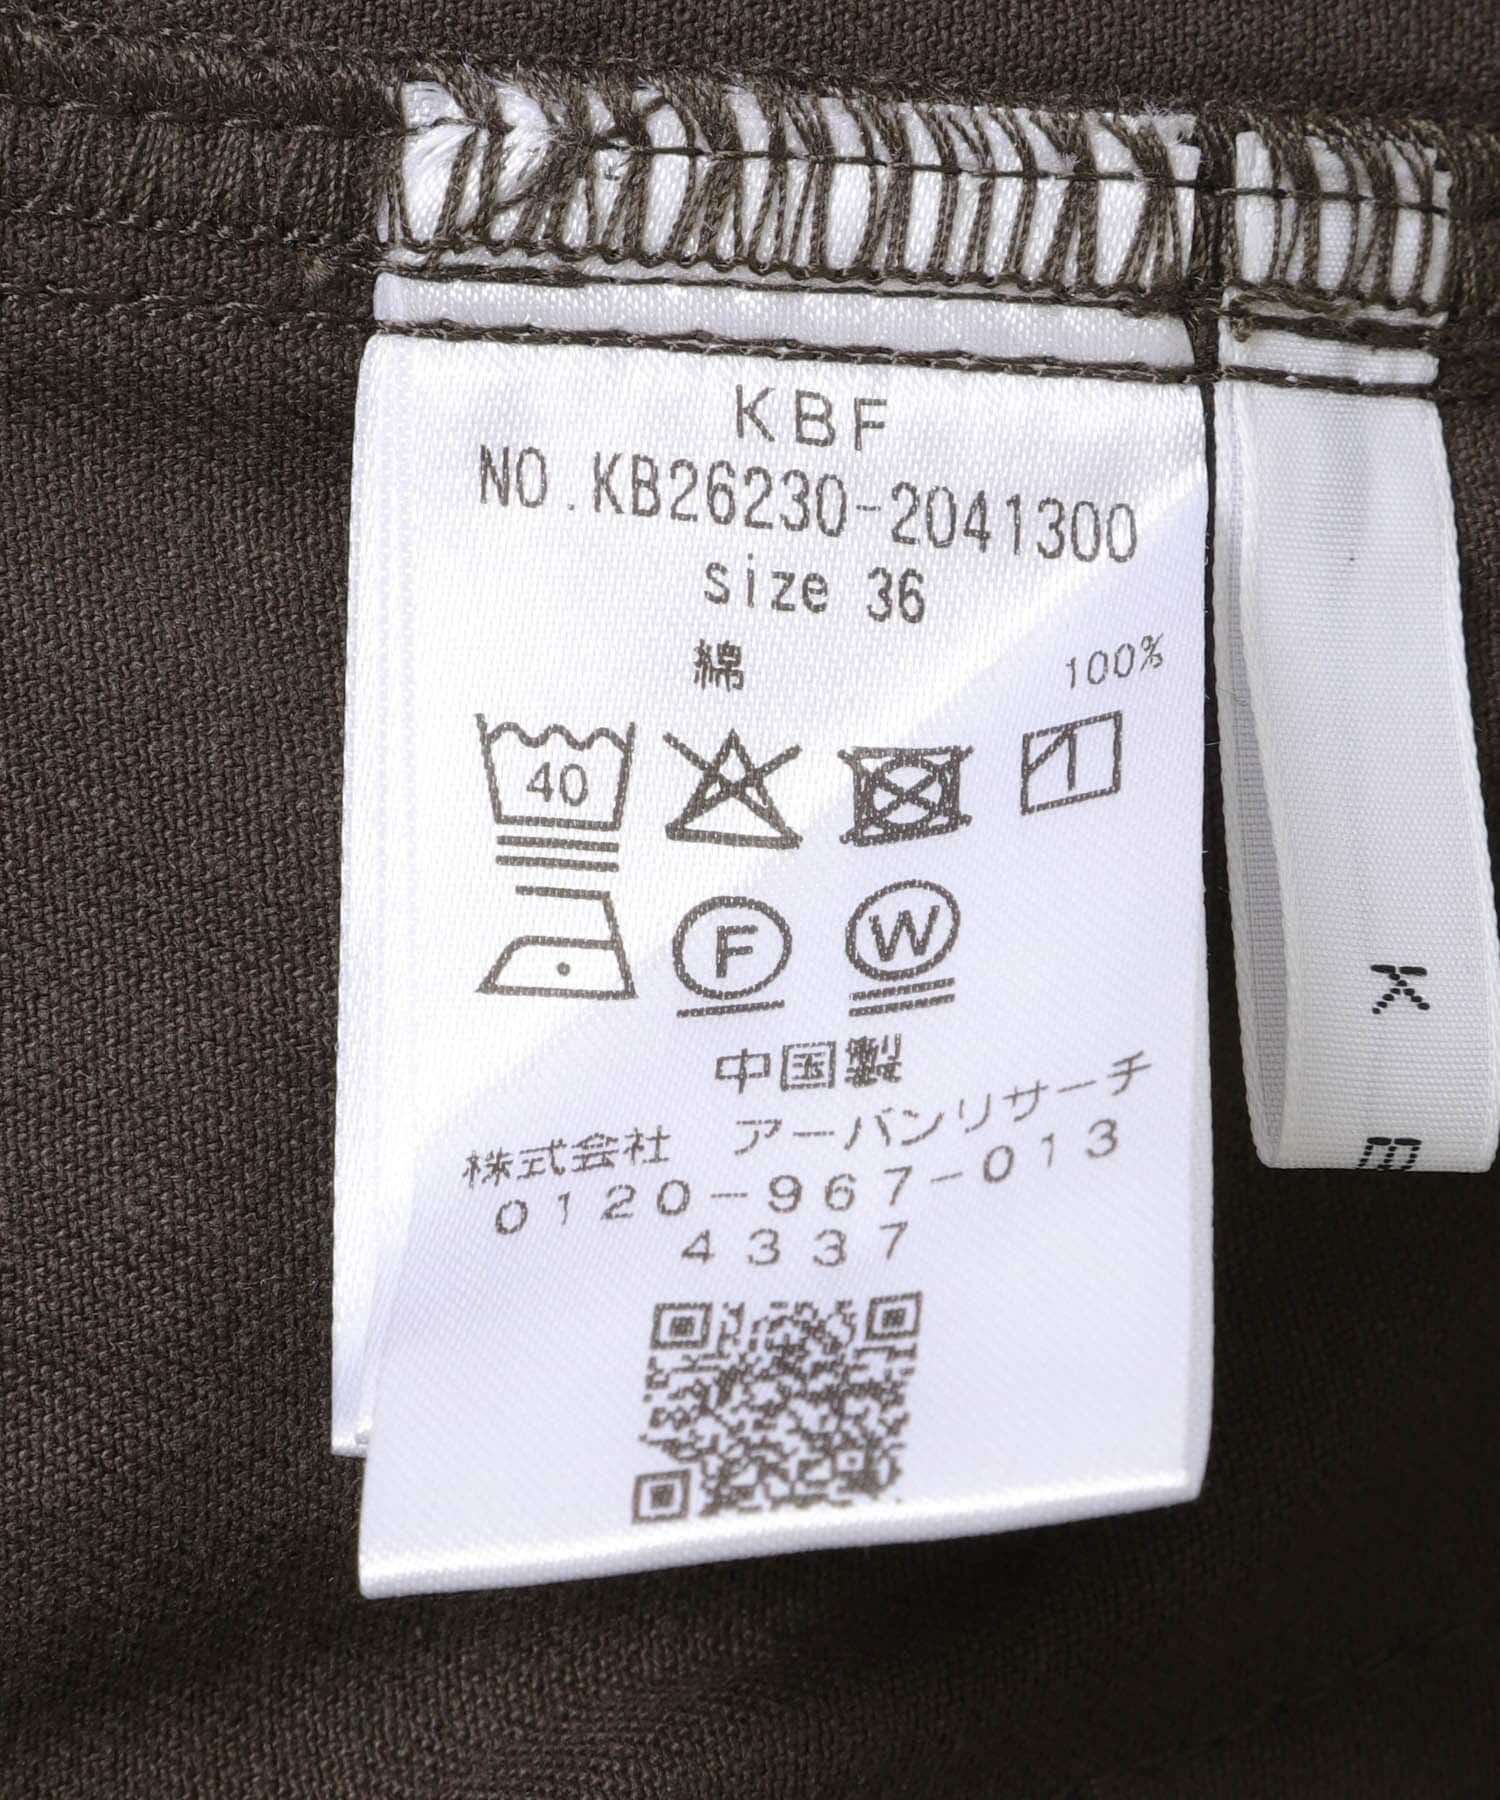 KBF
NO.KB26230-2041300
size 36
綿 100%
40
F W
中国製
株式会社 アーバンリサーチ
0120-967-013
4337
K
B